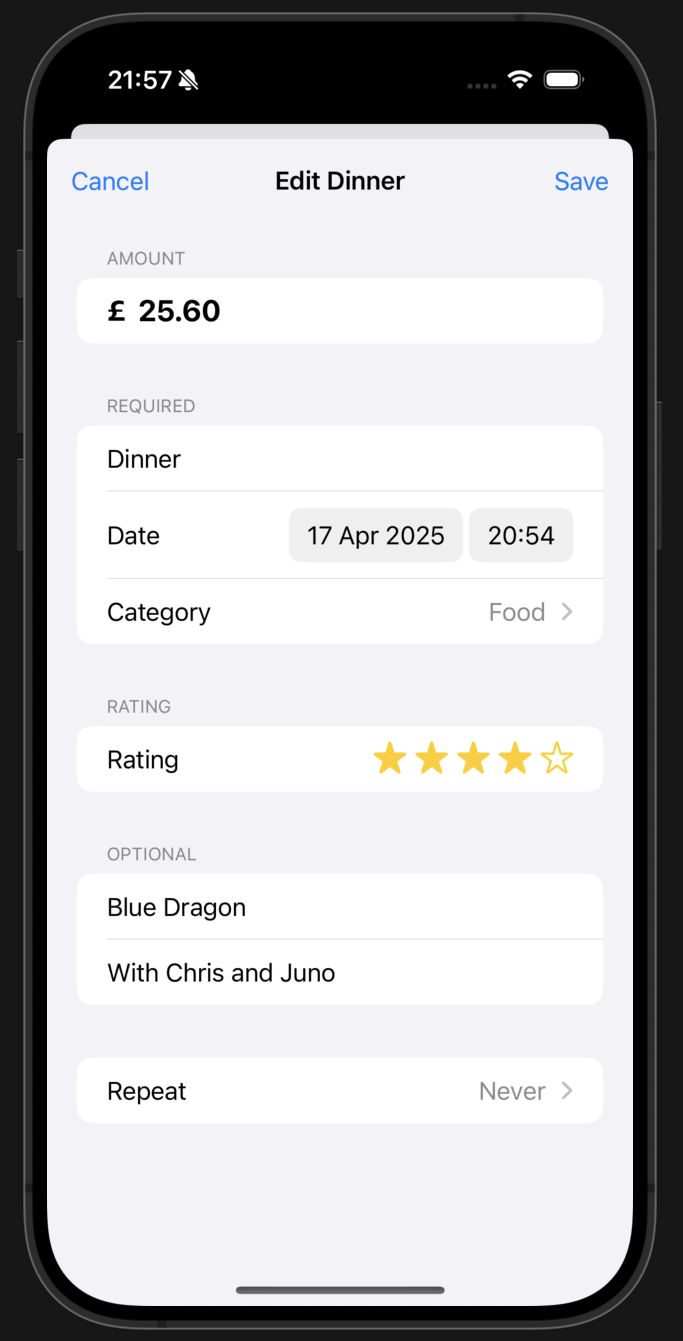 21:57
Cancel Edit Dinner Save
AMOUNT
£ 25.60
REQUIRED
Dinner
Date 17 Apr 2025 20:54
Category Food
RATING
Rating
OPTIONAL
Blue Dragon
With Chris and Juno
Repeat Never